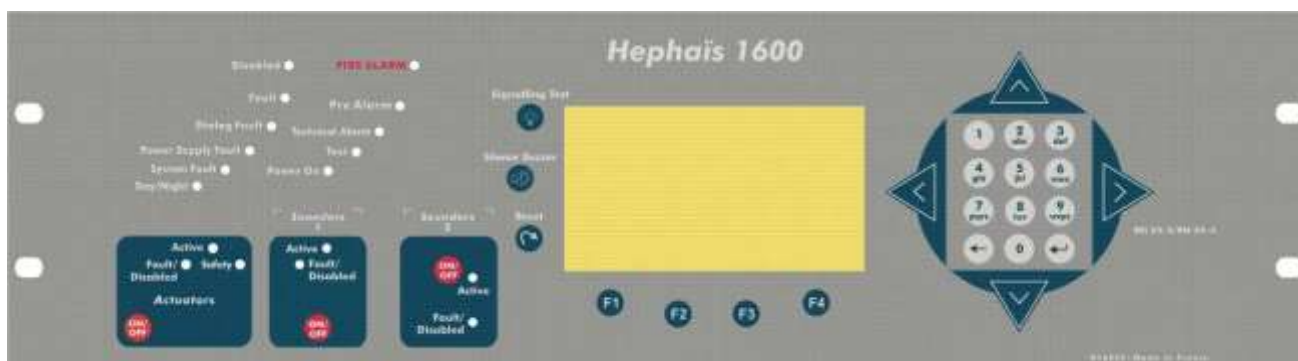 Hephaïs 1600
Disabled
FIRE ALARM
Fault
Pre Alarm
Dialog Fault
Technical Alarm
Power Supply Fault
Test
System Fault
Power On
Day/Night
Signalling Test
Silence Buzzer
Reset
Sounders
1
Sounders
2
Active
Fault/
Disabled
Safety
Actuators
ON/
OFF
Active
Fault/
Disabled
ON/
OFF
ON/
OFF
Active
Fault/
Disabled
F1
F2
F3
F4
1
2
abc
3
def
4
ghi
5
jkl
6
mno
7
pqrs
8
tuv
9
wxyz
0
Made in France